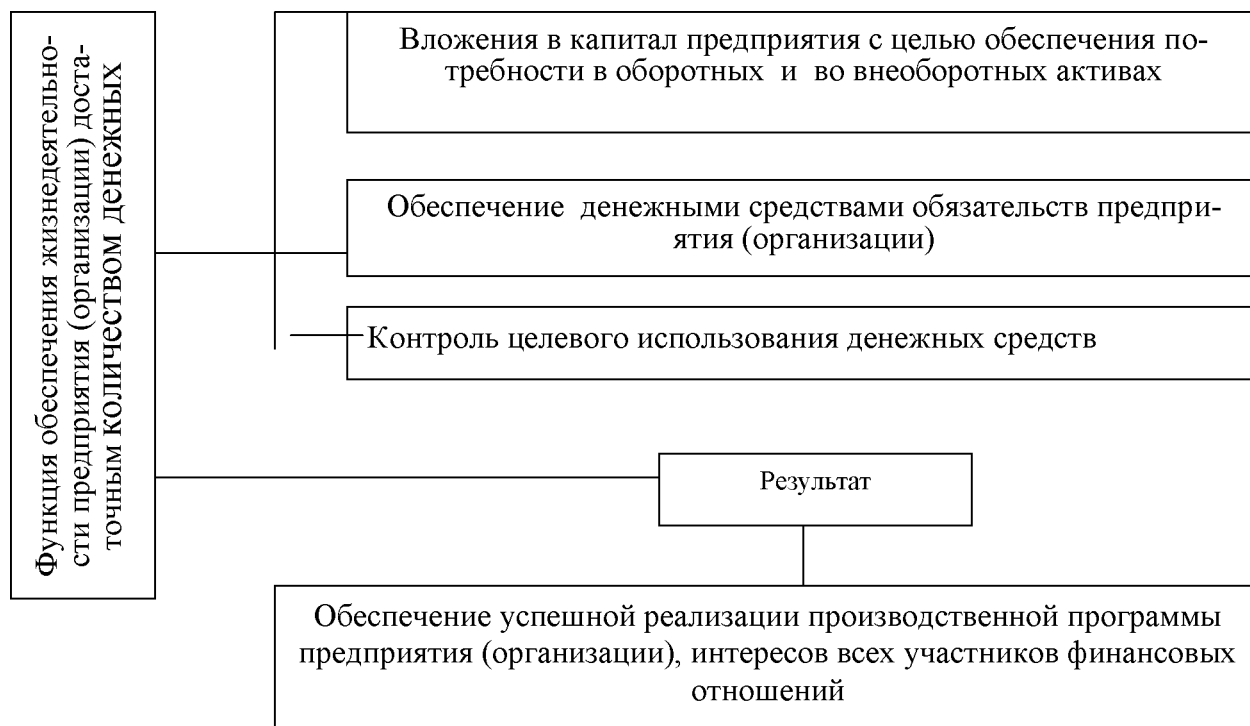 Функция обеспечения жизнедеятельно-
сти предприятия (организации) доста-
точным количеством денежных
Вложения в капитал предприятия с целью обеспечения по-
требности в оборотных и во внеоборотных активах
Обеспечение денежными средствами обязательств предпри-
ятия (организации)
Контроль целевого использования денежных средств
Результат
Обеспечение успешной реализации производственной программы
предприятия (организации), интересов всех участников финансовых
отношений